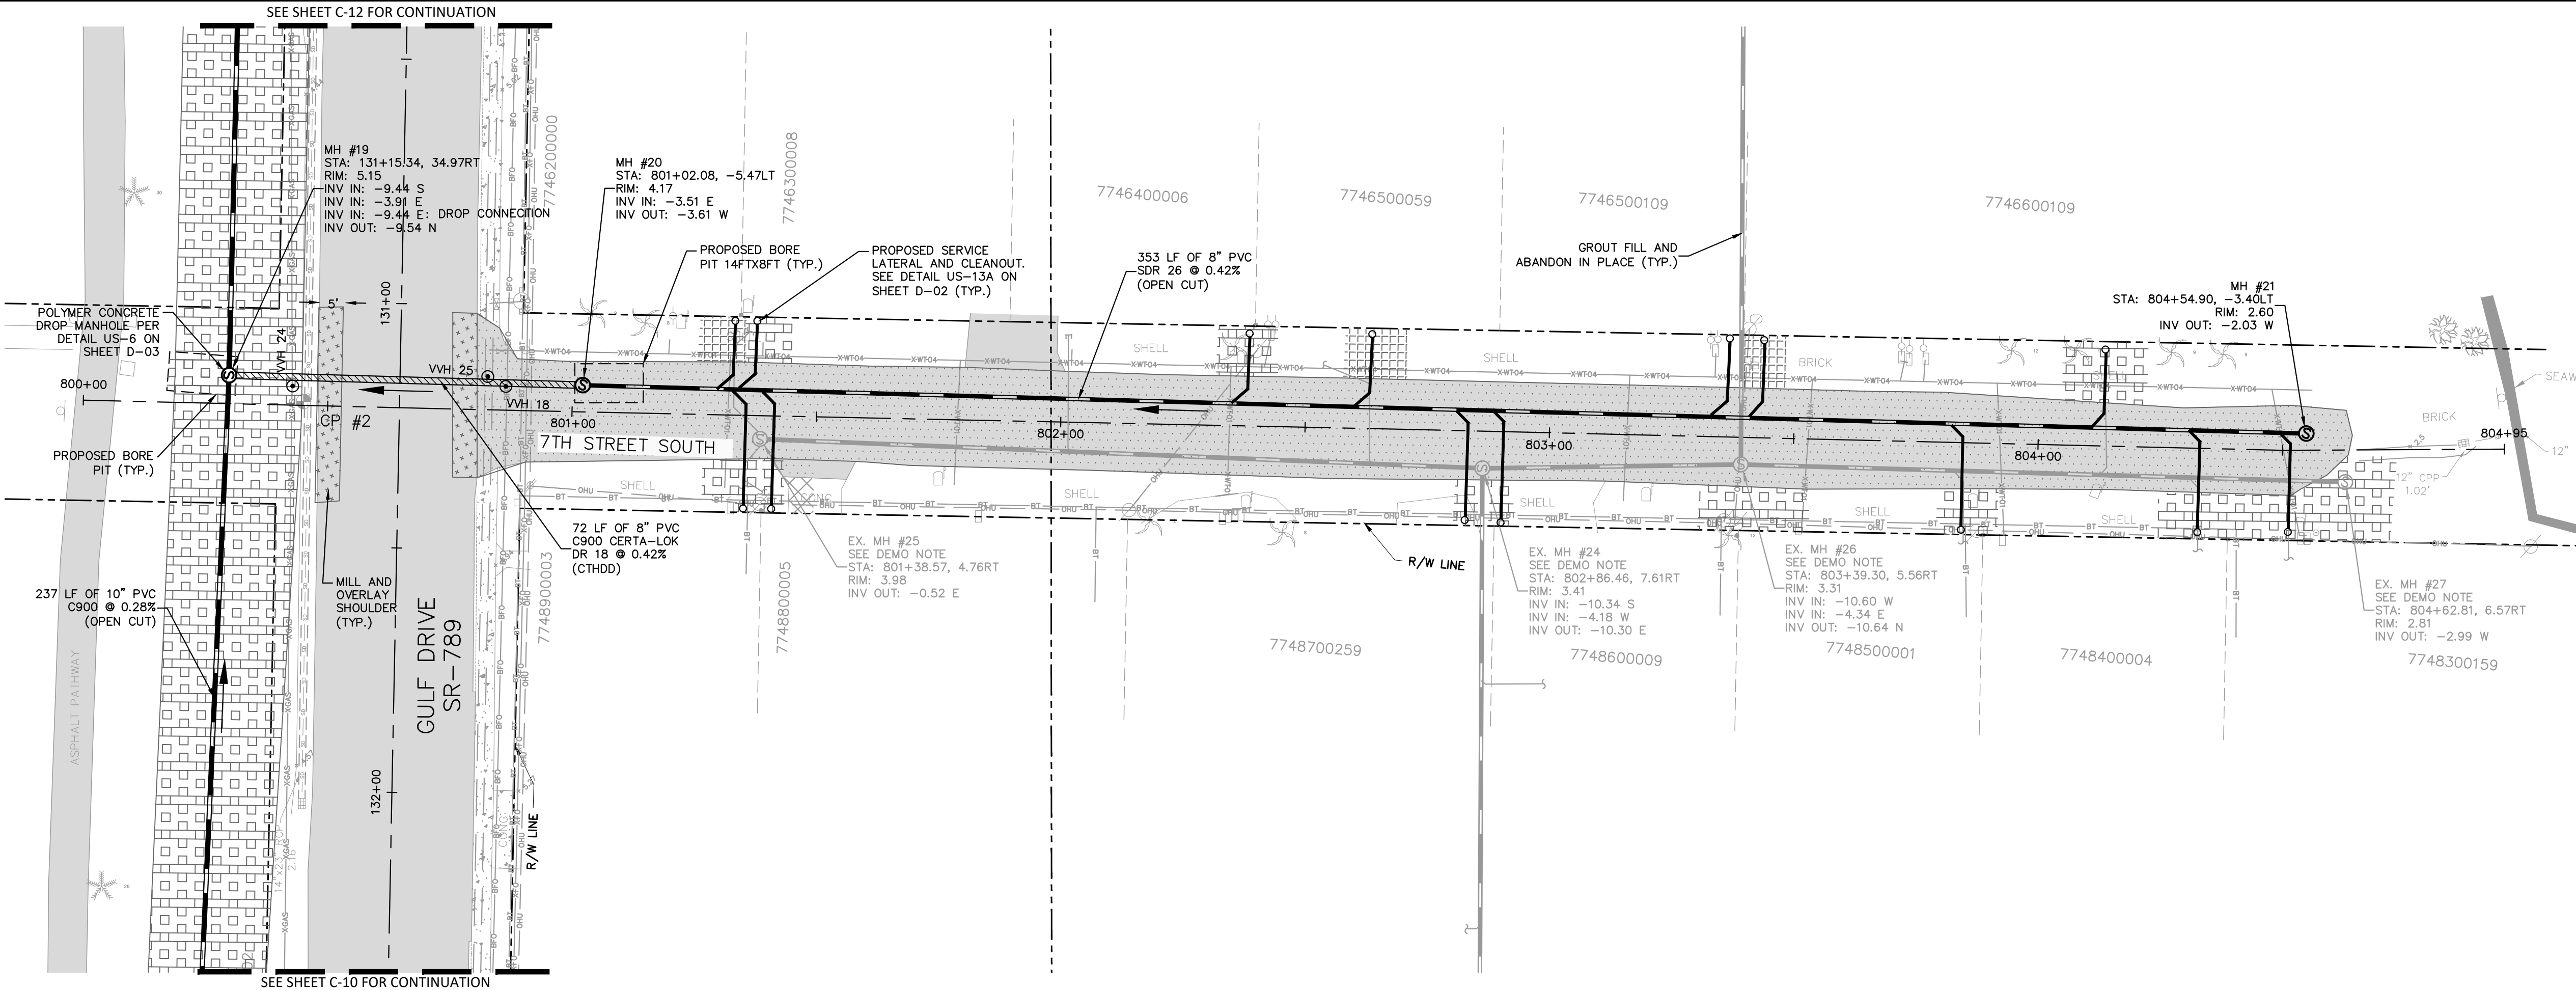 SEE SHEET C-12 FOR CONTINUATION
MH #19
STA: 131+15.34, 34.97RT
RIM: 5.15
INV IN: -9.44 S
INV IN: -3.91 E
INV IN: -9.44 E: DROP CONNECTION
INV OUT: -9.54 N
MH #20
STA: 801+02.08, -5.47LT
RIM: 4.17
INV IN: -3.51 E
INV OUT: -3.61 W
7746200000
7746300008
7746400006
7746500059
7746500109
7746600109
PROPOSED BORE
PIT 14FTX8FT (TYP.)
PROPOSED SERVICE
LATERAL AND CLEANOUT.
SEE DETAIL US-13A ON
SHEET D-02 (TYP.)
353 LF OF 8" PVC
SDR 26 @ 0.42%
(OPEN CUT)
GROUT FILL AND
ABANDON IN PLACE (TYP.)
MH #21
STA: 804+54.90, -3.40LT
RIM: 2.60
INV OUT: -2.03 W
POLYMER CONCRETE
DROP MANHOLE PER
DETAIL US-6 ON
SHEET D-03
5'
131+00
VVH 24
VVH 25
VVH 18
CP #2
800+00
801+00
802+00
803+00
804+00
804+95
7TH STREET SOUTH
SHELL
SHELL
BRICK
BRICK
SEAW
12"
12" CPP
1.02'
PROPOSED BORE
PIT (TYP.)
SHELL
CONC
SHELL
SHELL
SHELL
SHELL
72 LF OF 8" PVC
C900 CERTA-LOK
DR 18 @ 0.42%
(CTHDD)
EX. MH #25
SEE DEMO NOTE
STA: 801+38.57, 4.76RT
RIM: 3.98
INV OUT: -0.52 E
R/W LINE
EX. MH #24
SEE DEMO NOTE
STA: 802+86.46, 7.61RT
RIM: 3.41
INV IN: -10.34 S
INV IN: -4.18 W
INV OUT: -10.30 E
EX. MH #26
SEE DEMO NOTE
STA: 803+39.30, 5.56RT
RIM: 3.31
INV IN: -10.60 W
INV IN: -4.34 E
INV OUT: -10.64 N
EX. MH #27
SEE DEMO NOTE
STA: 804+62.81, 6.57RT
RIM: 2.81
INV OUT: -2.99 W
MILL AND
OVERLAY
SHOULDER
(TYP.)
237 LF OF 10" PVC
C900 @ 0.28%
(OPEN CUT)
ASPHALT PATHWAY
GULF DRIVE
SR-789
132+00
R/W LINE
7748900003
7748800005
7748700259
7748600009
7748500001
7748400004
7748300159
SEE SHEET C-10 FOR CONTINUATION